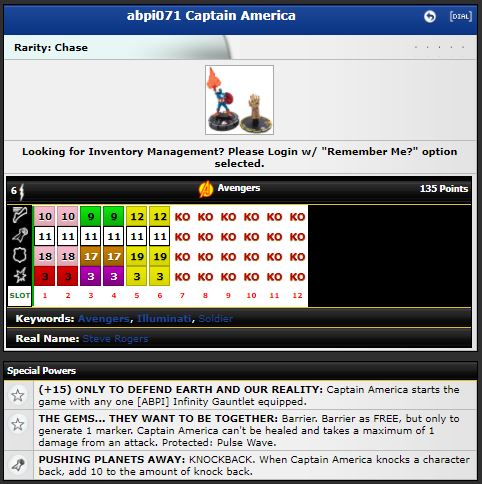 abpi071 Captain America
[DIAL]
Rarity: Chase
Looking for Inventory Management? Please Login w/ "Remember Me?" option
selected.
6 Avengers 135 Points
10 10 9 9 12 12 KO KO KO KO KO KO
11 11 11 11 11 11 KO KO KO KO KO KO
18 18 17 17 19 19 KO KO KO KO KO KO
3 3 3 3 3 3 KO KO KO KO KO KO
SLOT 1 2 3 4 5 6 7 8 9 10 11 12
Keywords: Avengers, Illuminati, Soldier
Real Name: Steve Rogers
Special Powers
(+15) ONLY TO DEFEND EARTH AND OUR REALITY: Captain America starts the
game with any one [ABPI] Infinity Gauntlet equipped.
THE GEMS... THEY WANT TO BE TOGETHER: Barrier. Barrier as FREE, but only to
generate 1 marker. Captain America can't be healed and takes a maximum of 1
damage from an attack. Protected: Pulse Wave.
PUSHING PLANETS AWAY: KNOCKBACK. When Captain America knocks a character
back, add 10 to the amount of knock back.